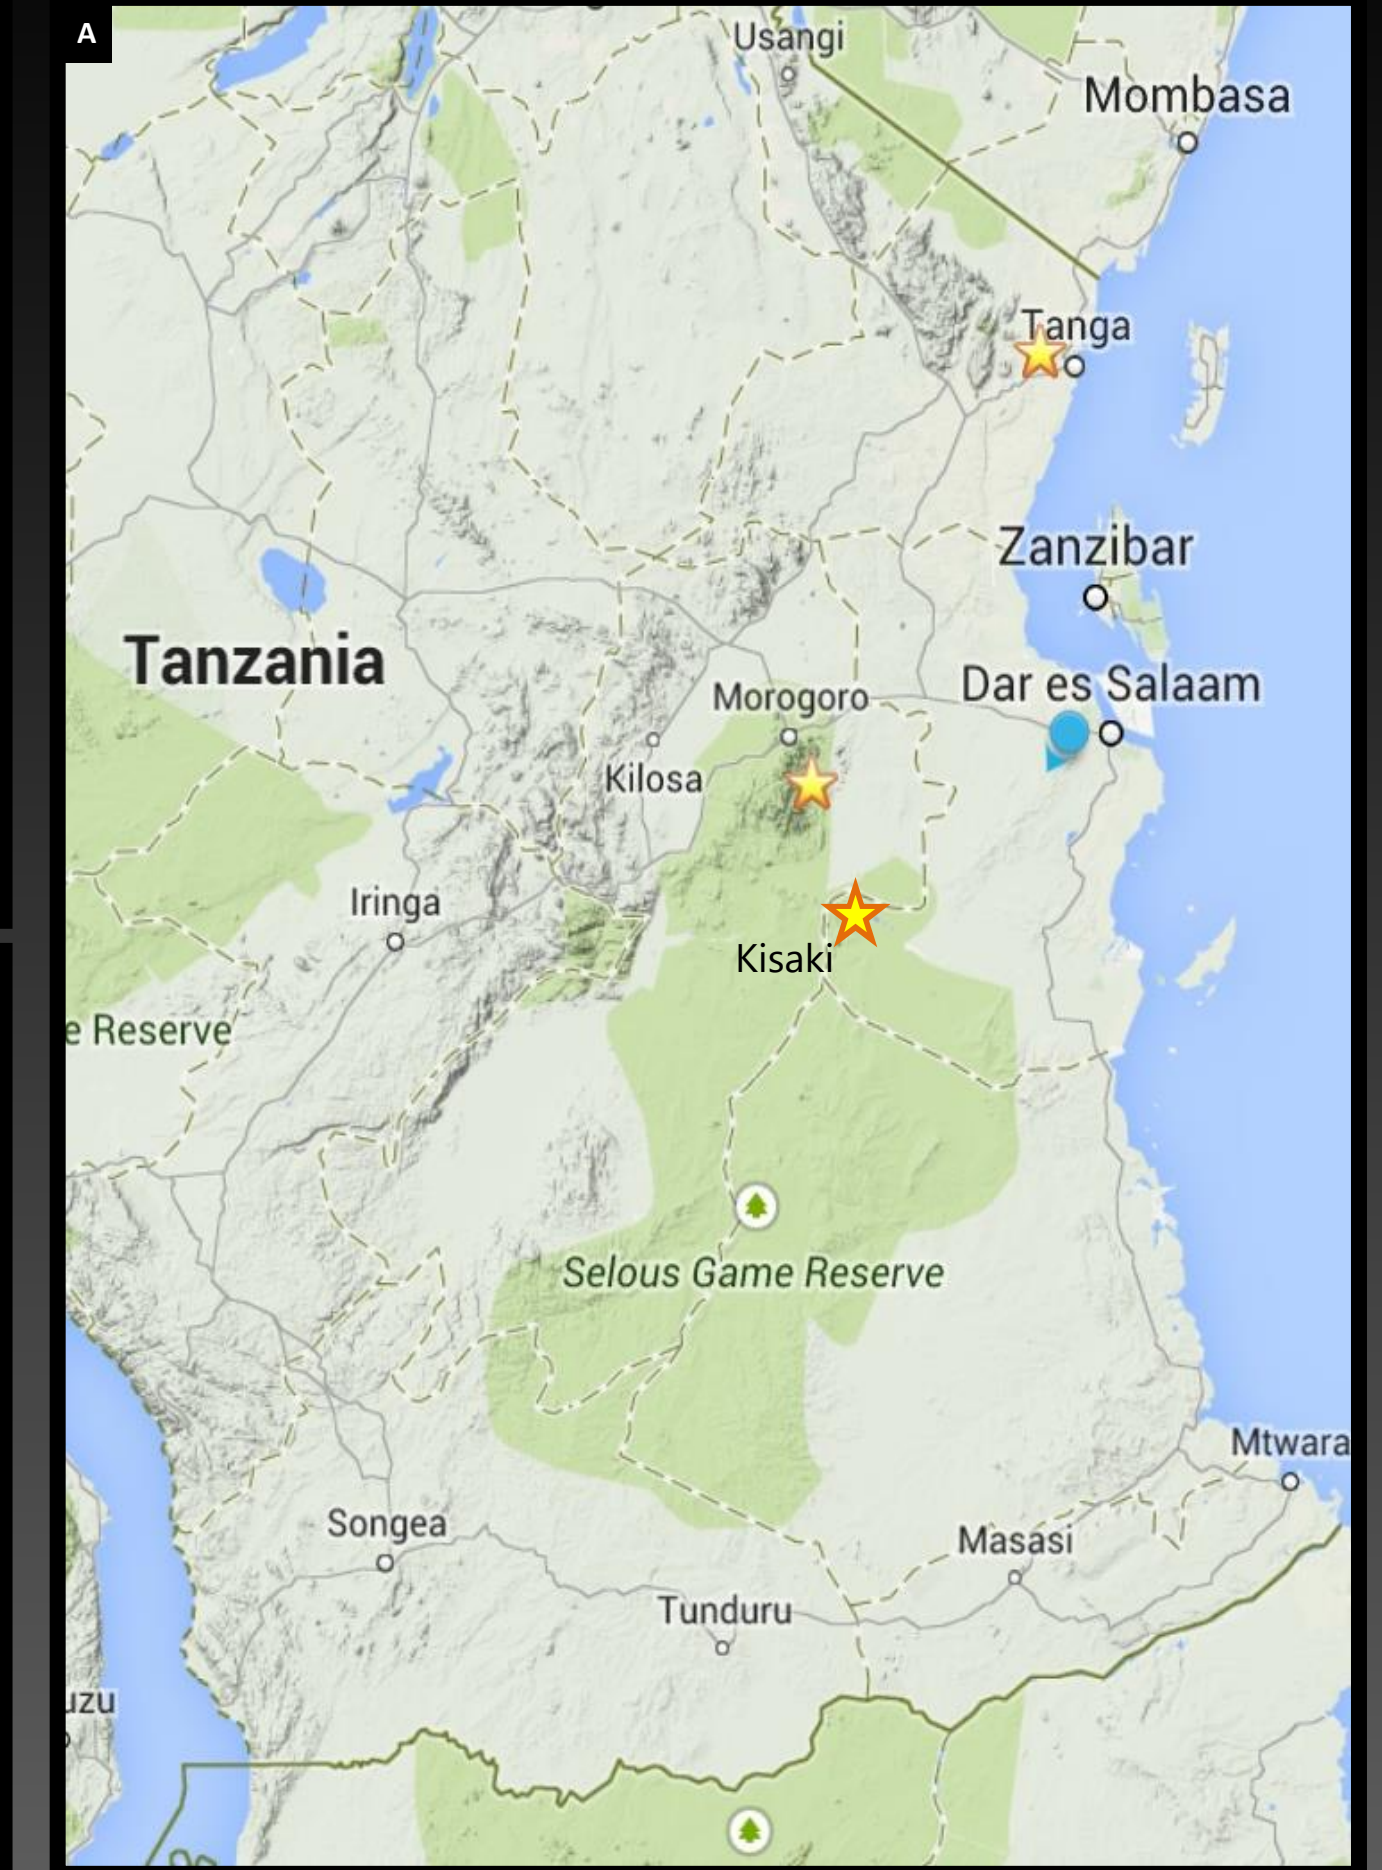 A
Usangi
Mombasa
Tanga
Zanzibar
Tanzania
Dar es Salaam
Morogoro
Kilosa
Iringa
Kisaki
e Reserve
Selous Game Reserve
Mtwara
Songea
Masasi
Tunduru
uzu